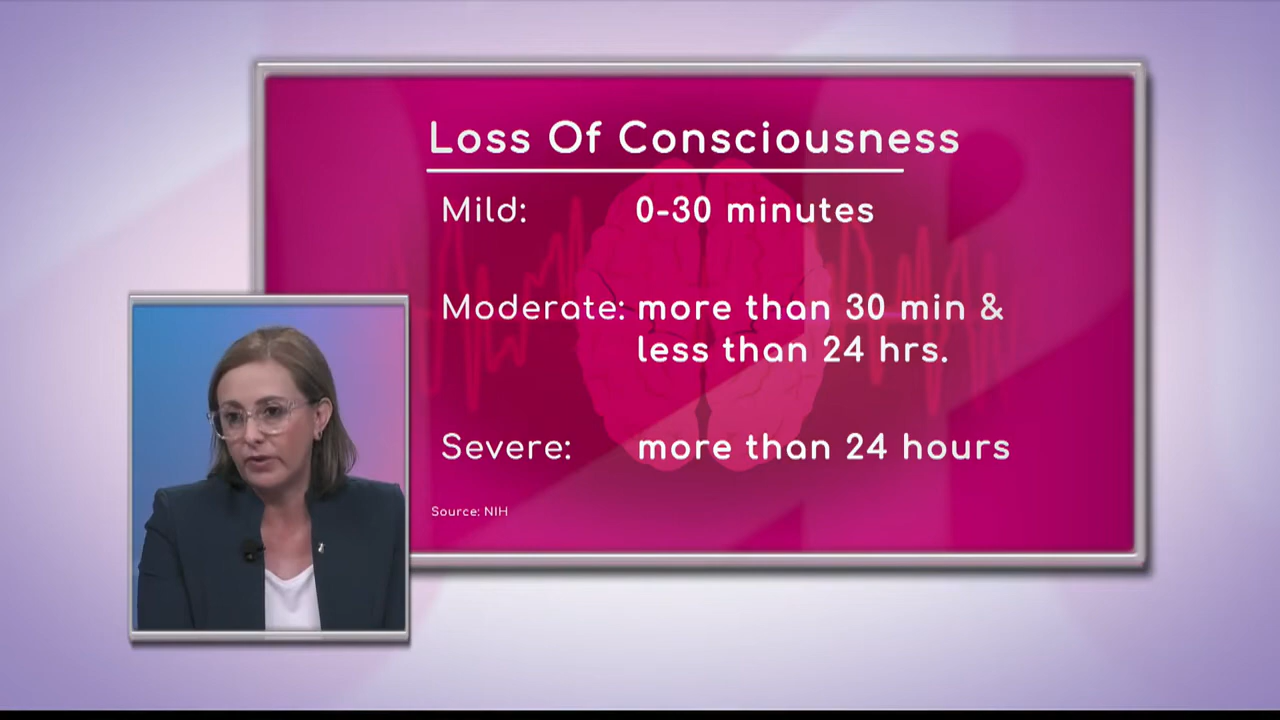 Loss Of Consciousness
Mild: 0-30 minutes
Moderate: more than 30 min &
less than 24 hrs.
Severe: more than 24 hours
Source: NIH